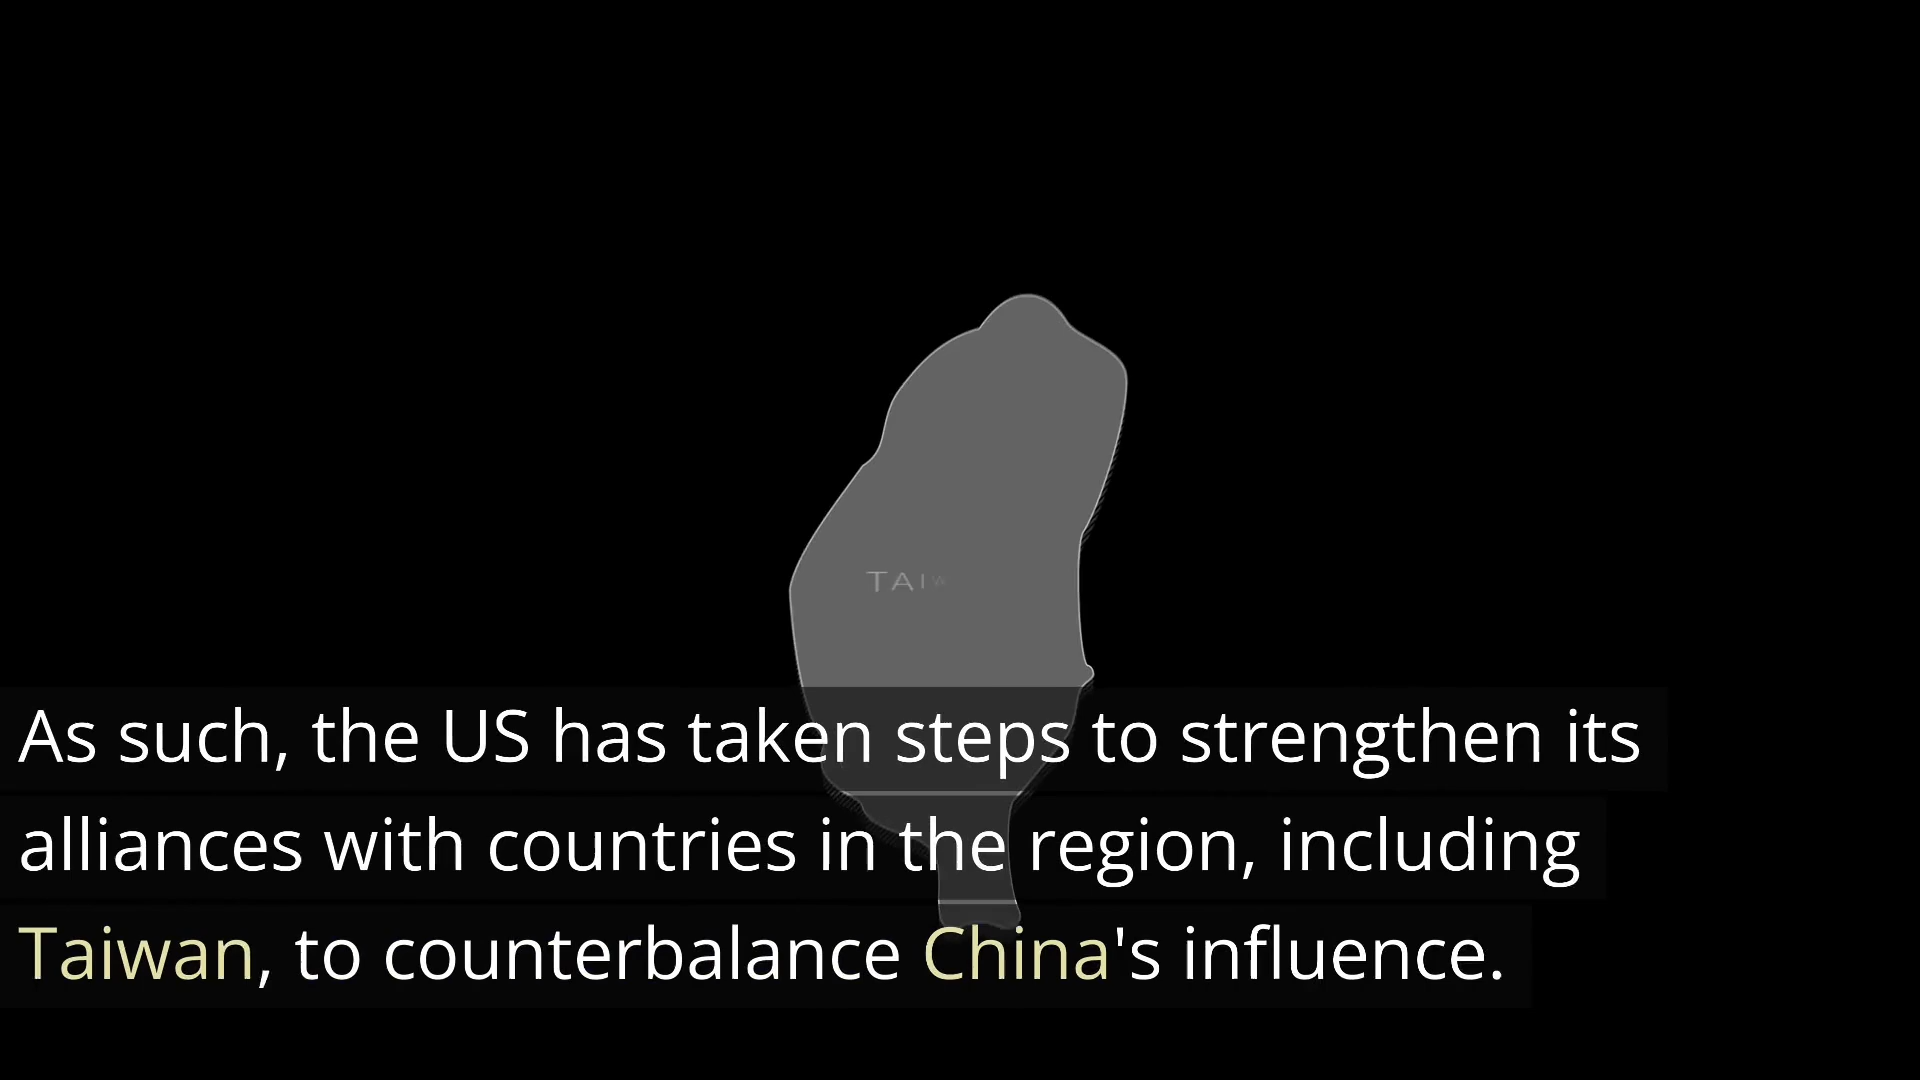 TAIW
As such, the US has taken steps to strengthen its
alliances with countries in the region, including
Taiwan, to counterbalance China's influence.